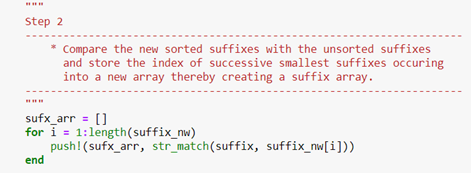 """
Step 2
-----------------------------------------------------------------
* Compare the new sorted suffixes with the unsorted suffixes
and store the index of successive smallest suffixes occuring
into a new array thereby creating a suffix array.
-----------------------------------------------------------------
"""
sufx_arr = []
for i = 1:length(suffix_nw)
push!(sufx_arr, str_match(suffix, suffix_nw[i]))
end